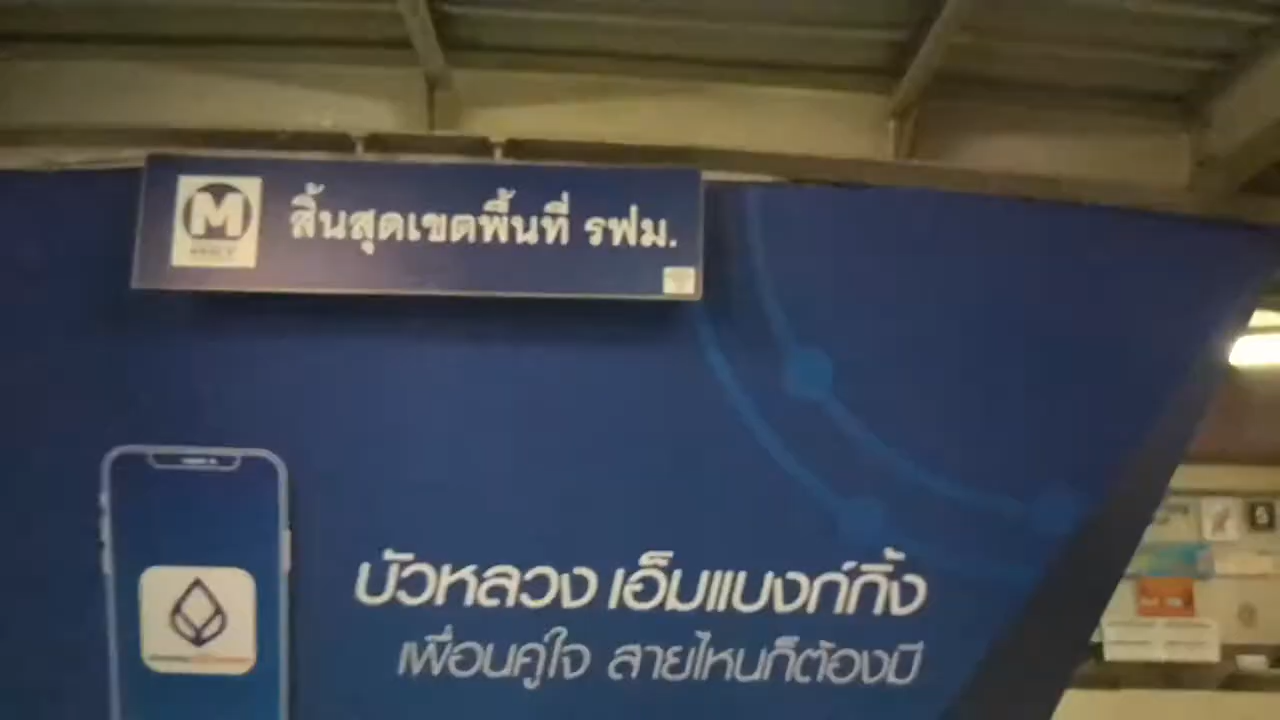 M
สิ้นสุดเขตพื้นที่ รฟม.
บัวหลวง เอ็มแบงก์กิ้ง
เพื่อนคู่ใจ สายไหนก็ต้องมี